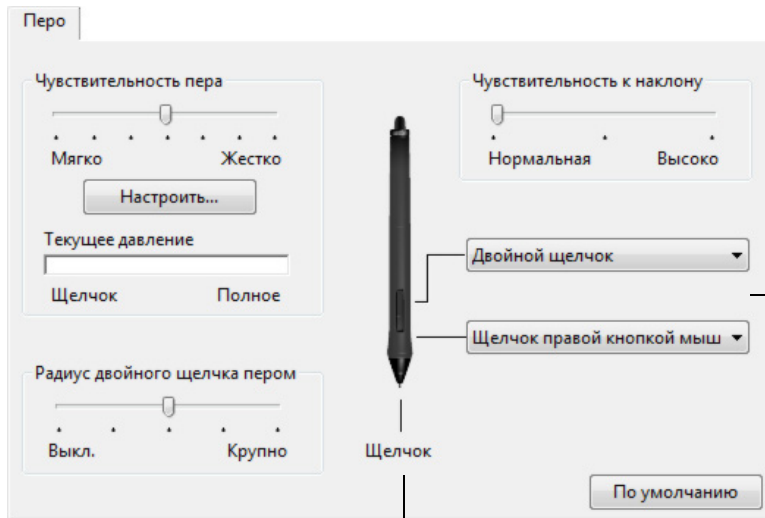 Перо
Чувствительность пера
Мягко Жестко
Настроить...
Текущее давление
Щелчок Полное
Радиус двойного щелчка пером
Выкл. Крупно
Чувствительность к наклону
Нормальная Высоко
Двойной щелчок
Щелчок правой кнопкой мыш
Щелчок
По умолчанию